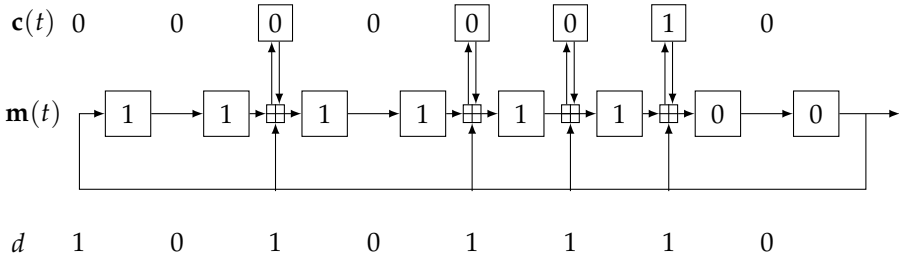 c(t) 0 0 0 0 0 0 1 0
m(t) 1 1 1 1 1 1 0 0
d 1 0 1 0 1 1 1 0